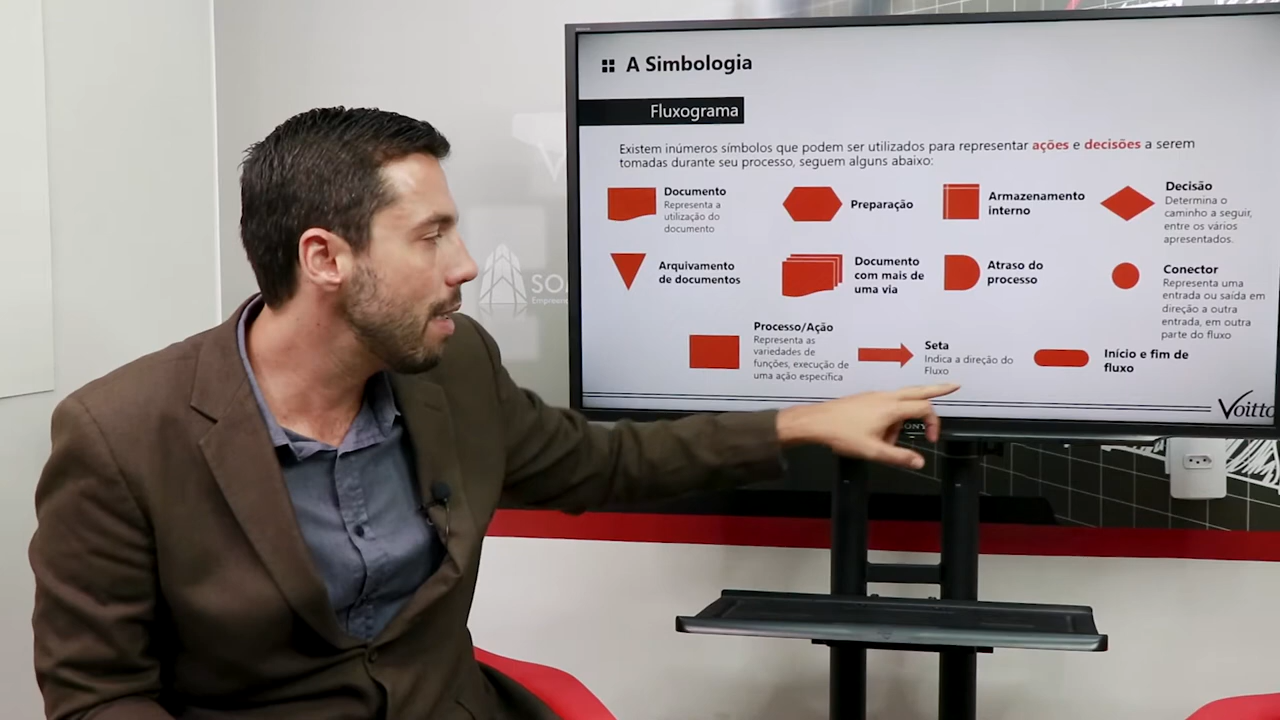 A Simbologia
Fluxograma
Existem inúmeros símbolos que podem ser utilizados para representar ações e decisões a serem
tomadas durante seu processo, seguem alguns abaixo:
Documento
Representa a
utilização do
documento
Preparação
Armazenamento
interno
Decisão
Determina o
caminho a seguir,
entre os vários
apresentados.
Arquivamento
de documentos
Documento
com mais de
uma via
Atraso do
processo
Conector
Representa uma
entrada ou saída em
direção a outra
entrada, em outra
parte do fluxo
Processo/Ação
Representa as
variedades de
funções, execução de
uma ação específica
Seta
Indica a direção do
Fluxo
Início e fim de
fluxo
SONY